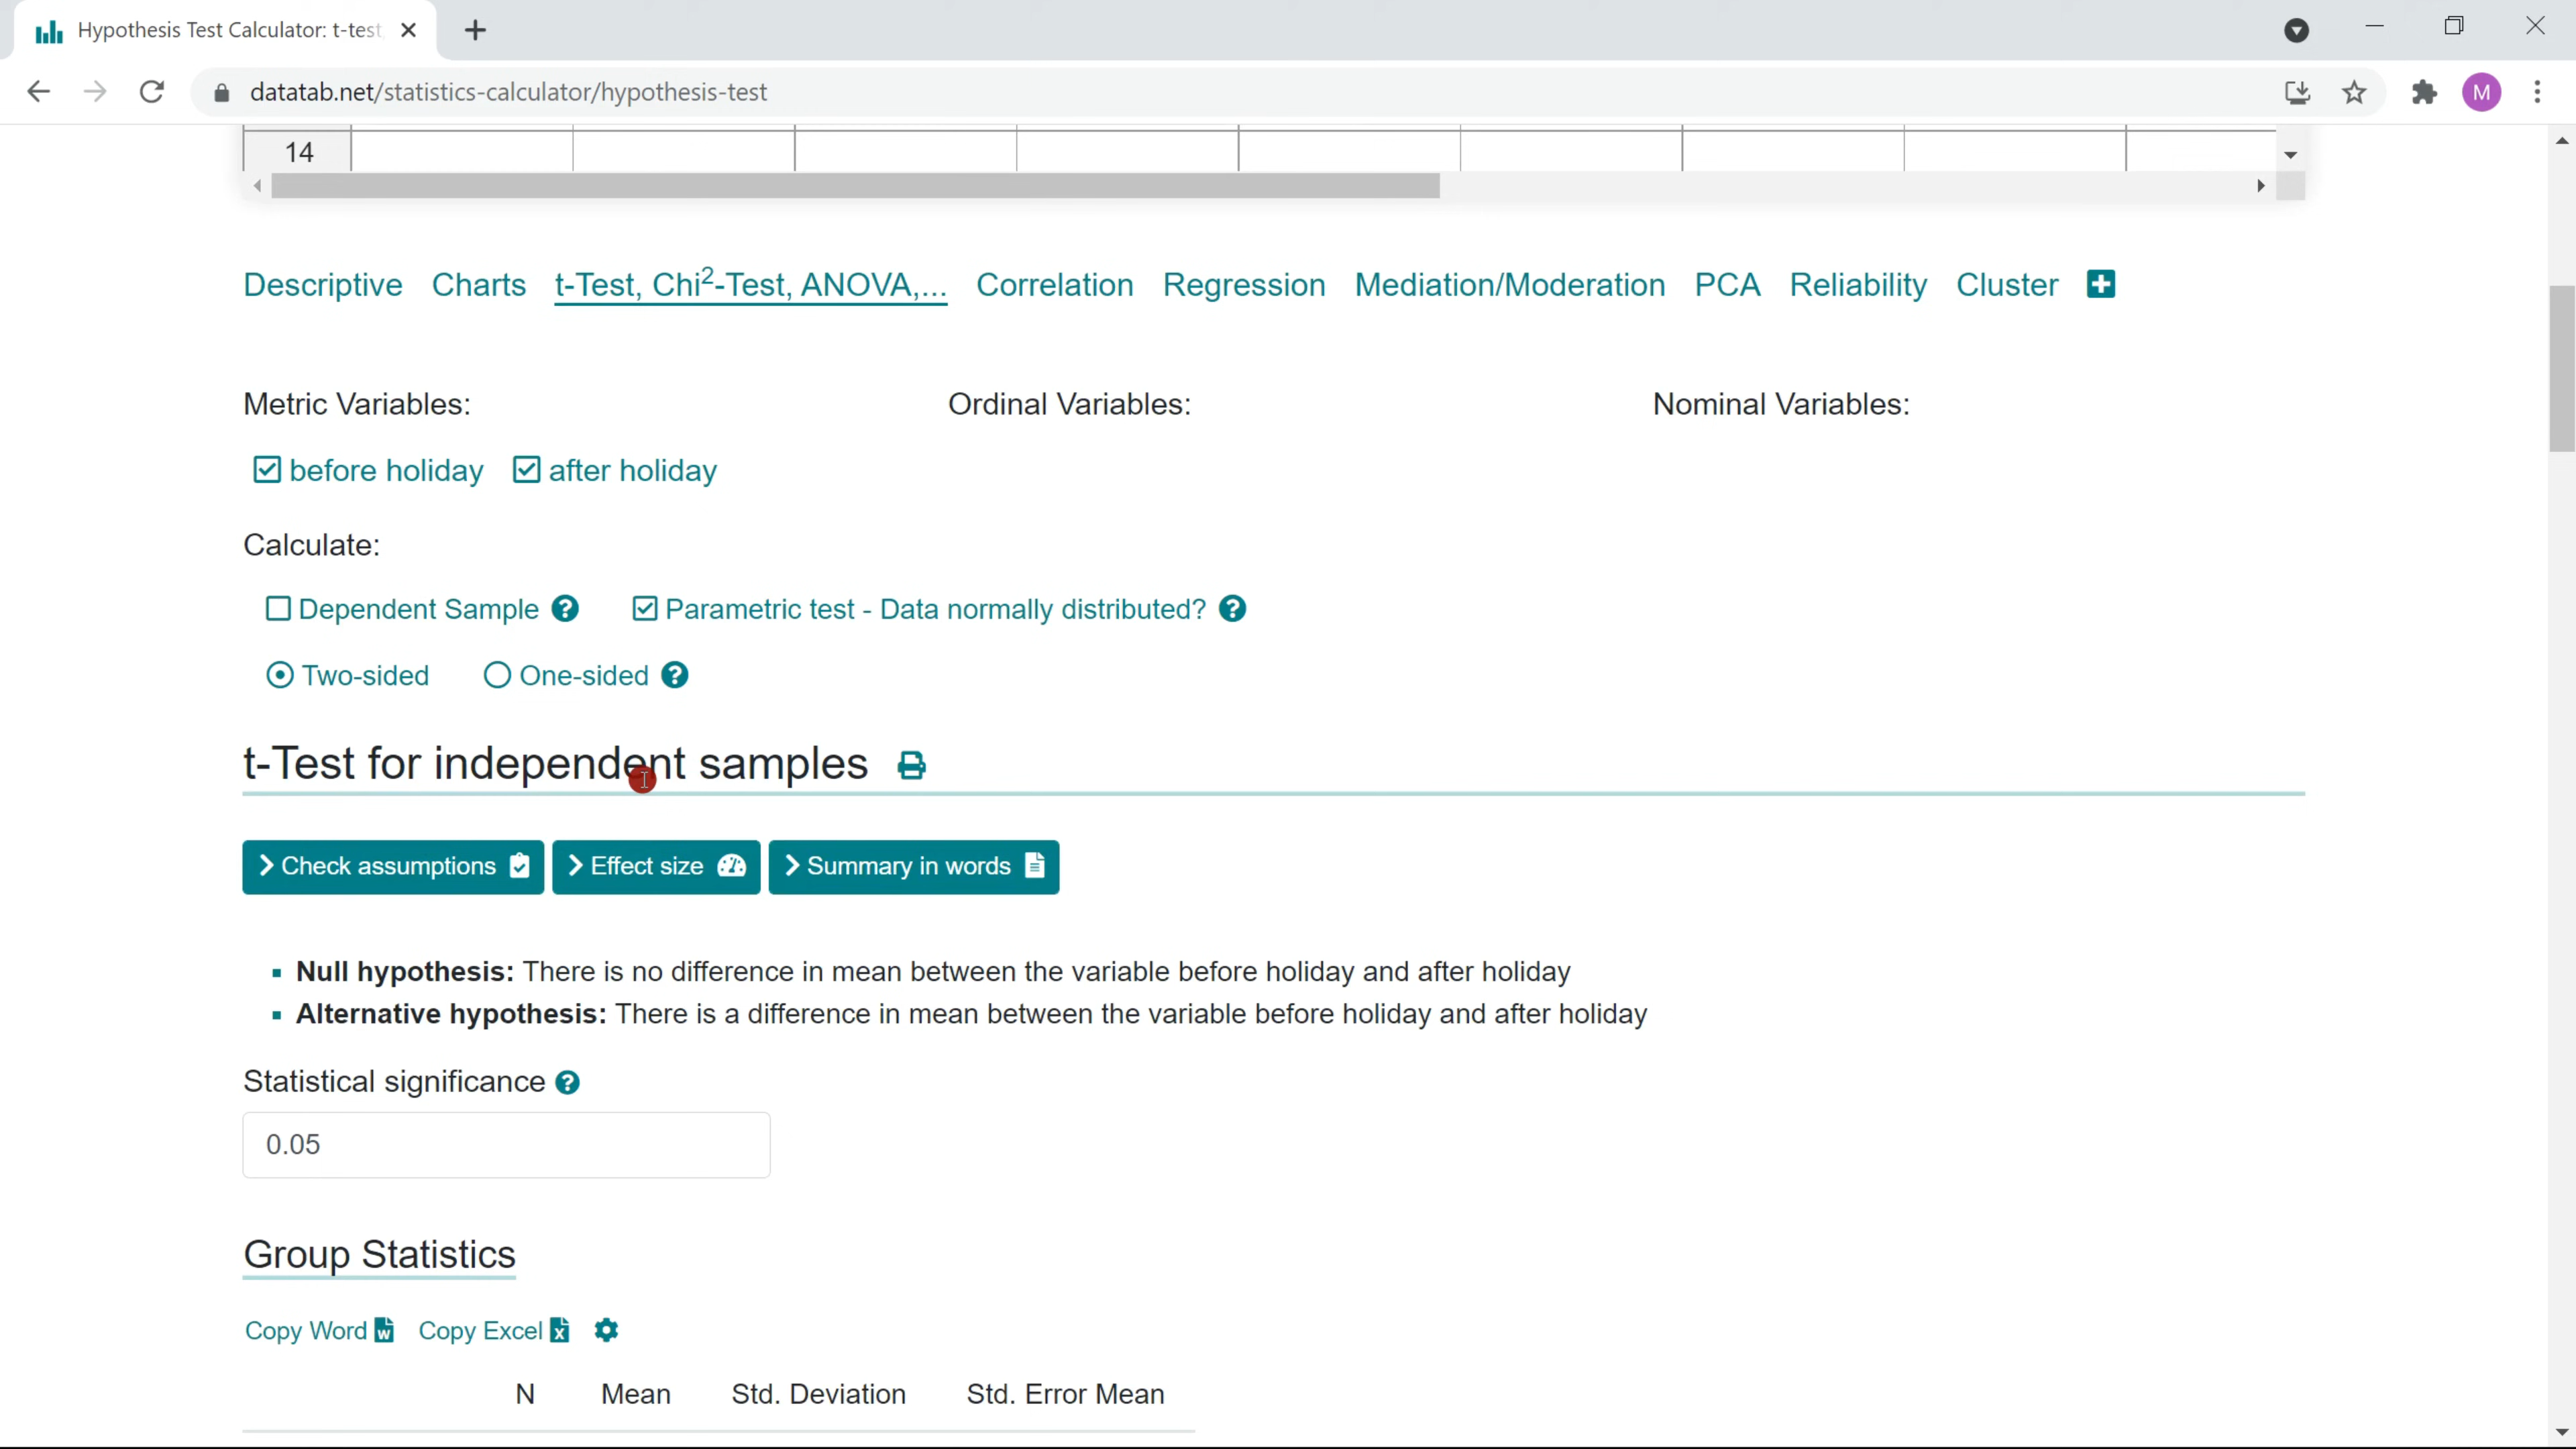 Hypothesis Test Calculator: t-test
datatab.net/statistics-calculator/hypothesis-test
M
14
Descriptive Charts t-Test, Chi²-Test, ANOVA,... Correlation Regression Mediation/Moderation PCA Reliability Cluster
Metric Variables: Ordinal Variables: Nominal Variables:
before holiday after holiday
Calculate:
Dependent Sample ? Parametric test - Data normally distributed? ?
Two-sided One-sided ?
t-Test for independent samples
Check assumptions Effect size Summary in words
Null hypothesis: There is no difference in mean between the variable before holiday and after holiday
Alternative hypothesis: There is a difference in mean between the variable before holiday and after holiday
Statistical significance ?
0.05
Group Statistics
Copy Word Copy Excel
N Mean Std. Deviation Std. Error Mean